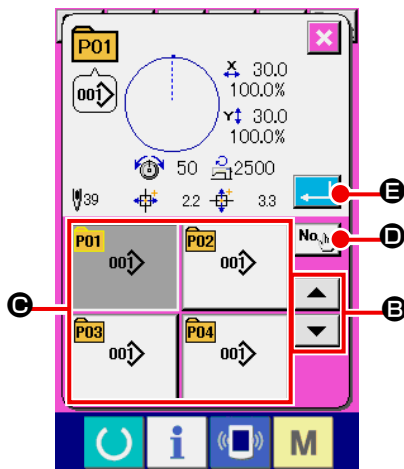 P01
001
X 30.0
100.0%
Y 30.0
100.0%
50 2500
39 2.2 3.3
E
No. D
P01 P02
001 001
B
C
P03 P04
001 001
i M